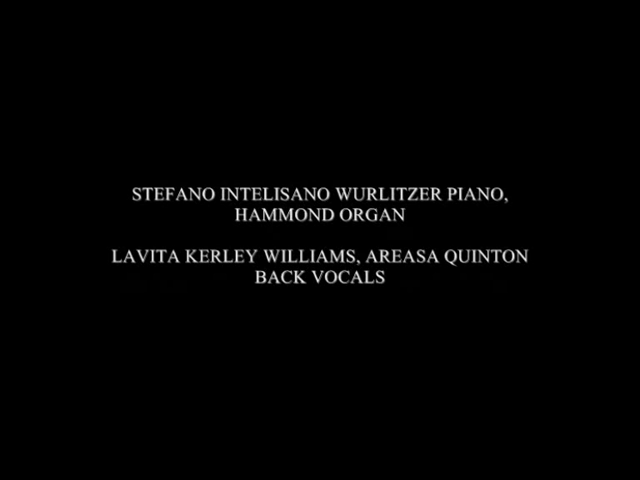 STEFANO INTELISANO WURLITZER PIANO,
HAMMOND ORGAN
LAVITA KERLEY WILLIAMS, AREASA QUINTON
BACK VOCALS